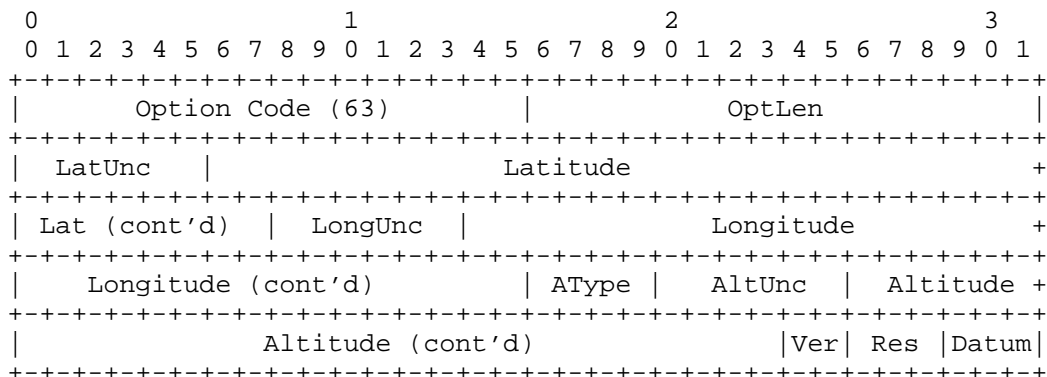 0                   1                   2                   3
 0 1 2 3 4 5 6 7 8 9 0 1 2 3 4 5 6 7 8 9 0 1 2 3 4 5 6 7 8 9 0 1
+-+-+-+-+-+-+-+-+-+-+-+-+-+-+-+-+-+-+-+-+-+-+-+-+-+-+-+-+-+-+-+-+
|       Option Code (63)        |            OptLen             |
+-+-+-+-+-+-+-+-+-+-+-+-+-+-+-+-+-+-+-+-+-+-+-+-+-+-+-+-+-+-+-+-+
|  LatUnc   |                  Latitude                         +
+-+-+-+-+-+-+-+-+-+-+-+-+-+-+-+-+-+-+-+-+-+-+-+-+-+-+-+-+-+-+-+-+
| Lat (cont'd)  |  LongUnc  |               Longitude           +
+-+-+-+-+-+-+-+-+-+-+-+-+-+-+-+-+-+-+-+-+-+-+-+-+-+-+-+-+-+-+-+-+
|    Longitude (cont'd)         | AType |   AltUnc  |  Altitude +
+-+-+-+-+-+-+-+-+-+-+-+-+-+-+-+-+-+-+-+-+-+-+-+-+-+-+-+-+-+-+-+-+
|               Altitude (cont'd)               |Ver| Res |Datum|
+-+-+-+-+-+-+-+-+-+-+-+-+-+-+-+-+-+-+-+-+-+-+-+-+-+-+-+-+-+-+-+-+